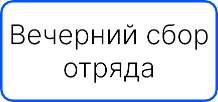 Вечерний сбор
отряда